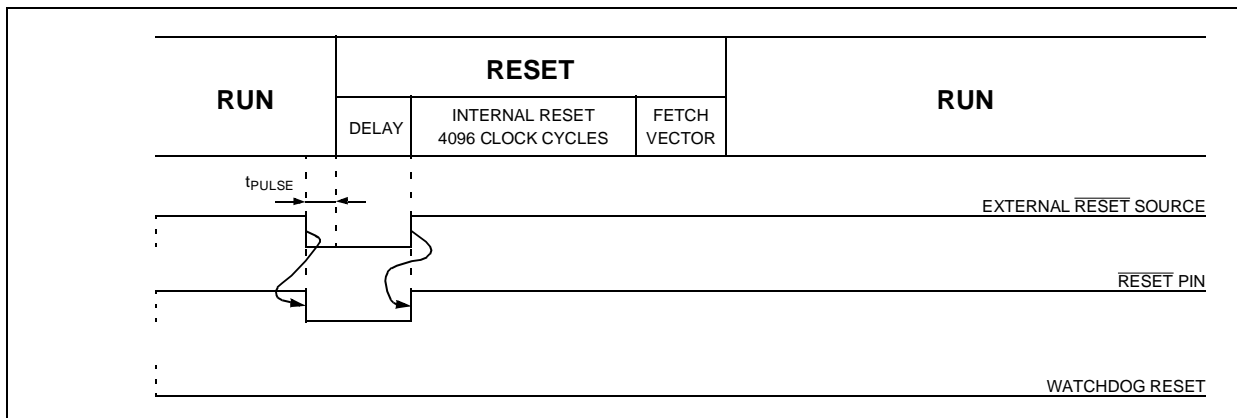 RUN
RESET
DELAY
INTERNAL RESET
4096 CLOCK CYCLES
FETCH
VECTOR
RUN
tPULSE
EXTERNAL RESET SOURCE
RESET PIN
WATCHDOG RESET